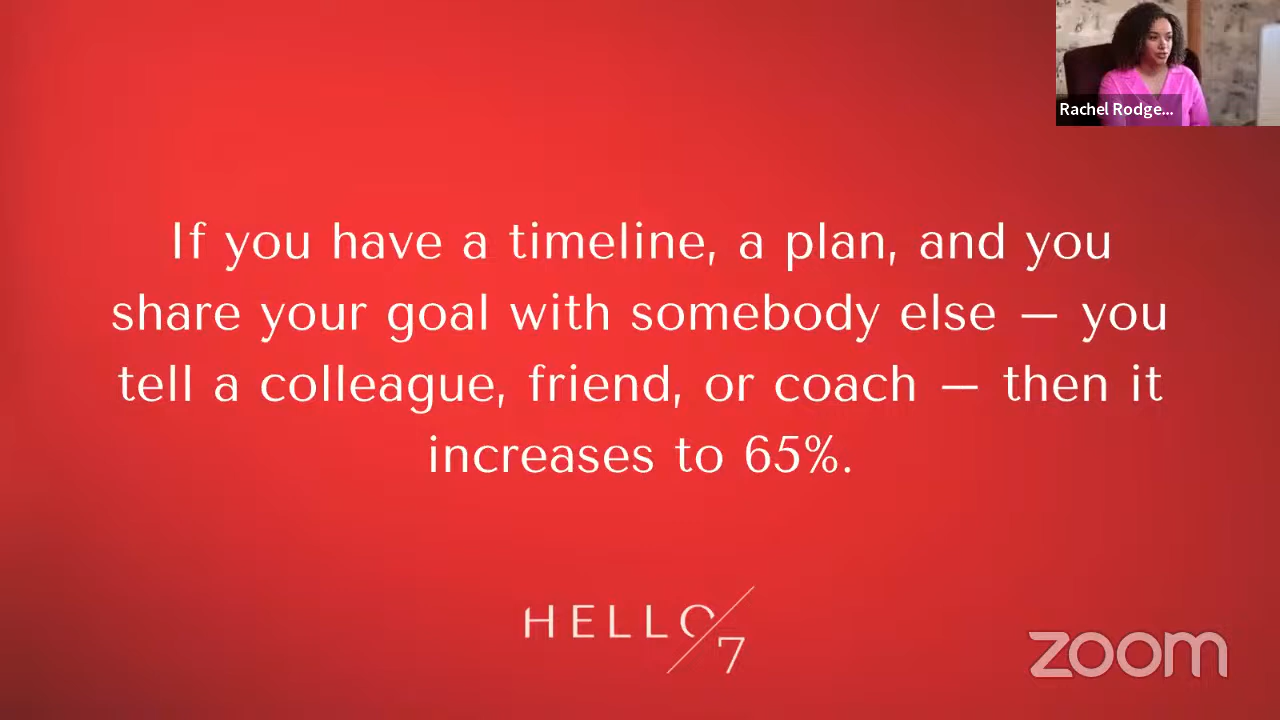 Rachel Rodge...
If you have a timeline, a plan, and you
share your goal with somebody else — you
tell a colleague, friend, or coach — then it
increases to 65%.
HELLO
7
zoom